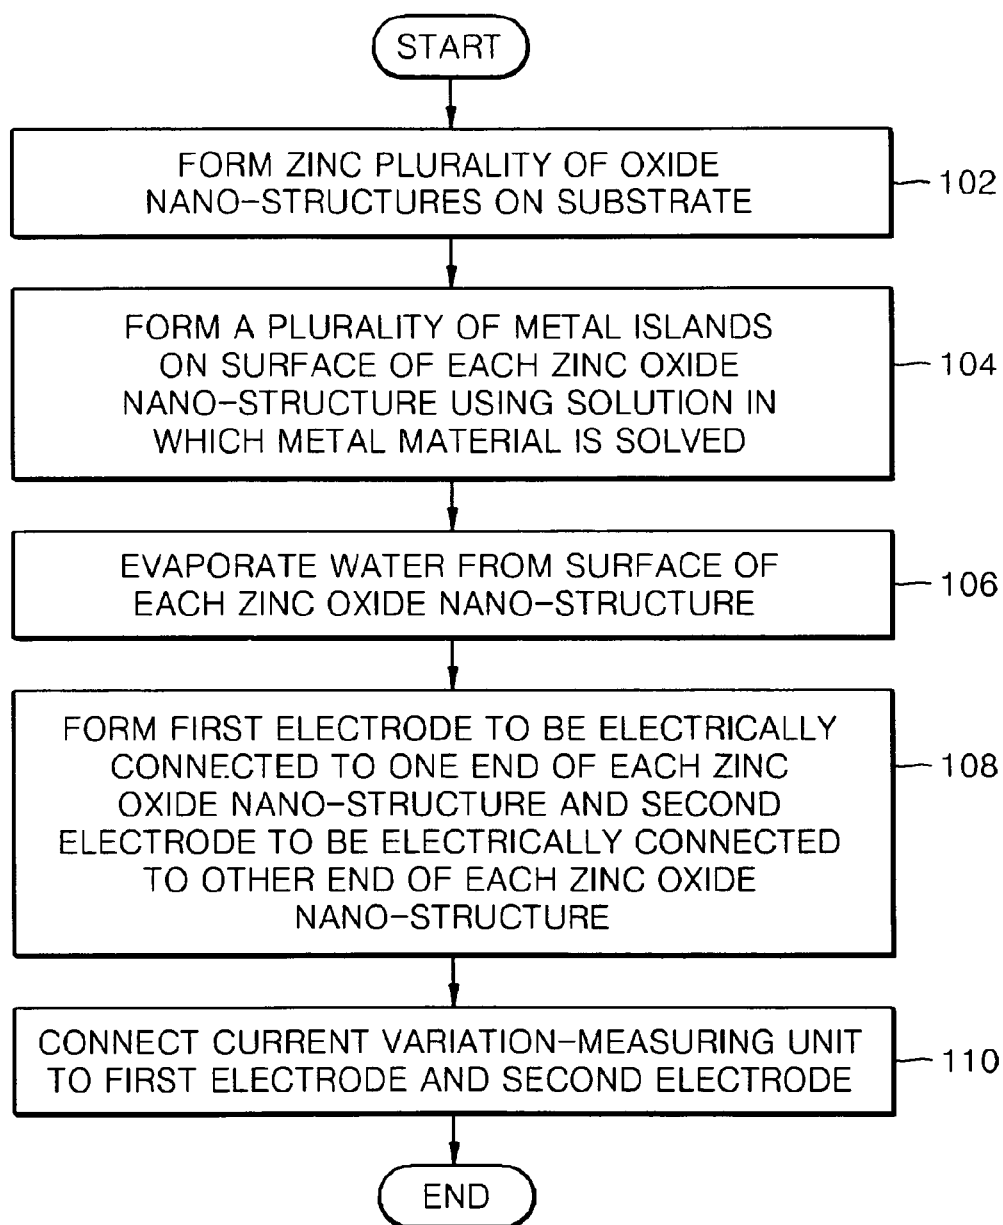 START
FORM ZINC PLURALITY OF OXIDE
NANO-STRUCTURES ON SUBSTRATE
102
FORM A PLURALITY OF METAL ISLANDS
ON SURFACE OF EACH ZINC OXIDE
NANO-STRUCTURE USING SOLUTION IN
WHICH METAL MATERIAL IS SOLVED
104
EVAPORATE WATER FROM SURFACE OF
EACH ZINC OXIDE NANO-STRUCTURE
106
FORM FIRST ELECTRODE TO BE ELECTRICALLY
CONNECTED TO ONE END OF EACH ZINC
OXIDE NANO-STRUCTURE AND SECOND
ELECTRODE TO BE ELECTRICALLY CONNECTED
TO OTHER END OF EACH ZINC OXIDE
NANO-STRUCTURE
108
CONNECT CURRENT VARIATION-MEASURING UNIT
TO FIRST ELECTRODE AND SECOND ELECTRODE
110
END